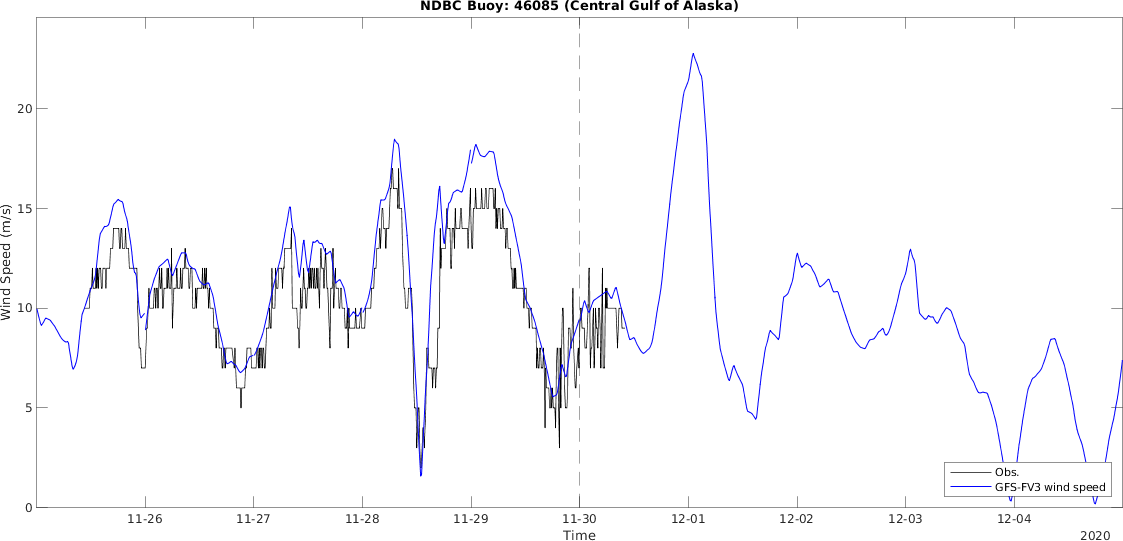 NDBC Buoy: 46085 (Central Gulf of Alaska)
Wind Speed (m/s)
20
15
10
5
0
11-26 11-27 11-28 11-29 11-30 12-01 12-02 12-03 12-04
Time
2020
Obs.
GFS-FV3 wind speed